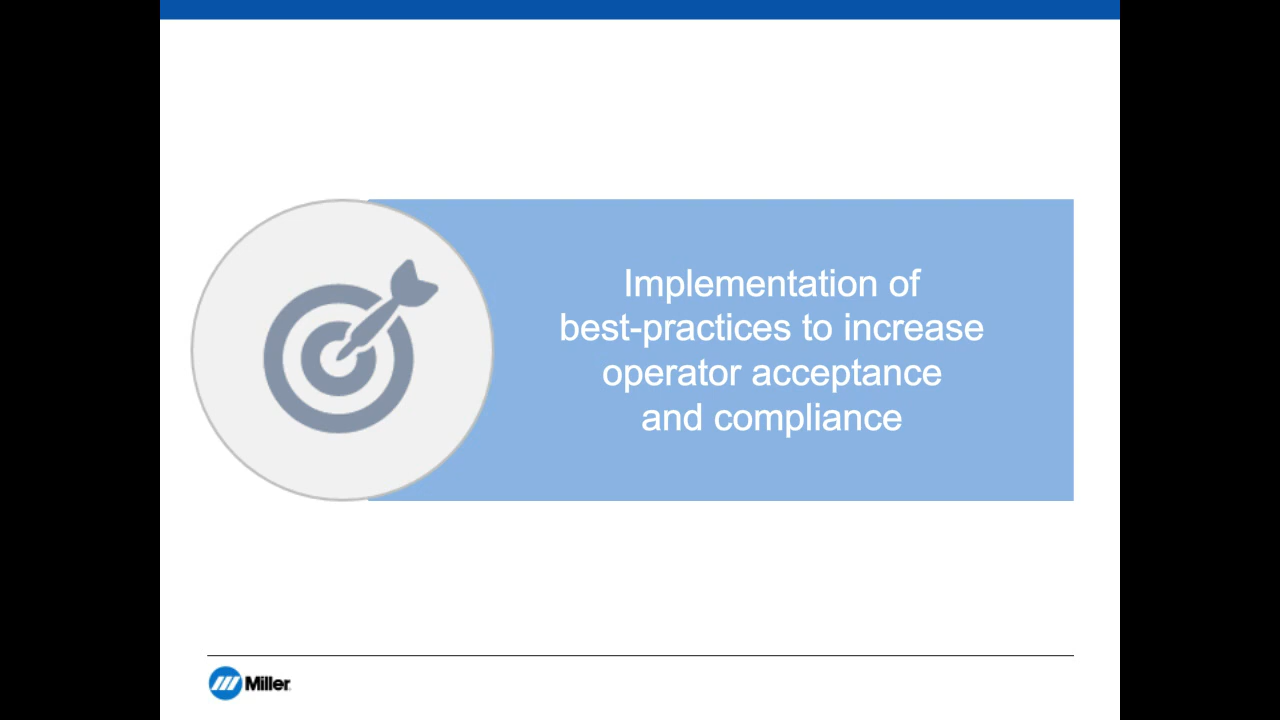 Implementation of
best-practices to increase
operator acceptance
and compliance
Miller